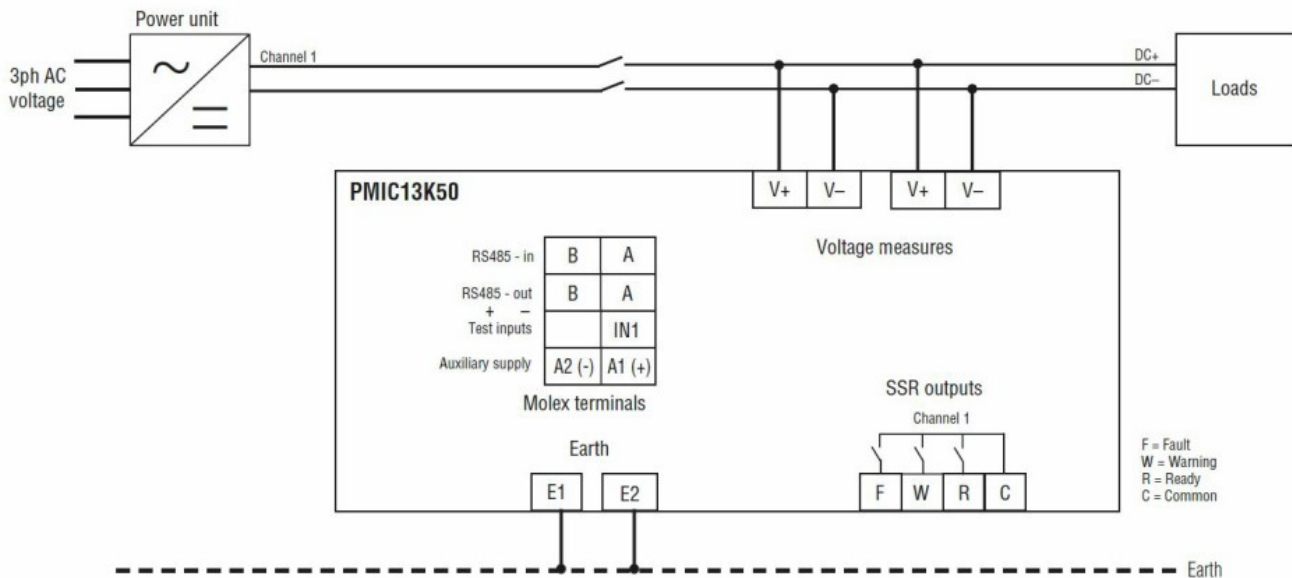 Power unit
3ph AC
voltage
Channel 1
DC+
DC–
Loads
PMIC13K50
V+ V– V+ V–
Voltage measures
RS485 - in B A
RS485 - out B A
+ –
Test inputs IN1
Auxiliary supply A2 (-) A1 (+)
Molex terminals
SSR outputs
Channel 1
Earth
E1 E2
F W R C
F = Fault
W = Warning
R = Ready
C = Common
Earth